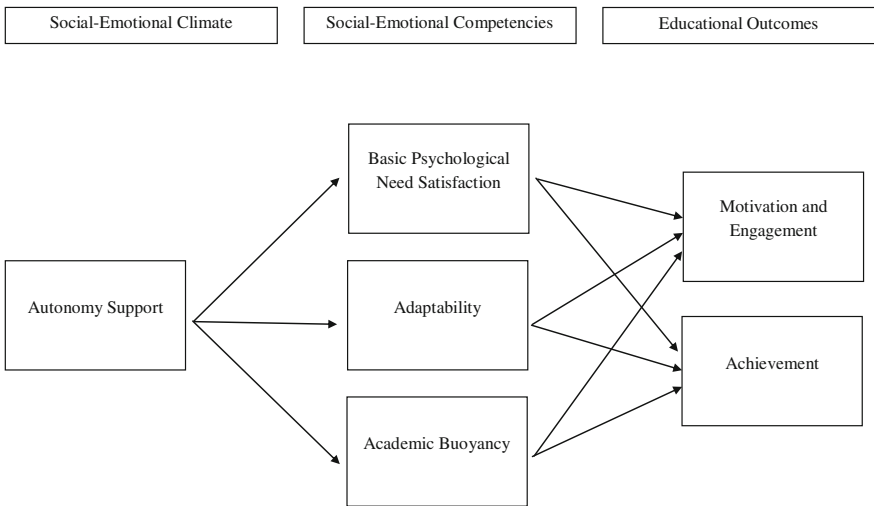 Social-Emotional Climate
Social-Emotional Competencies
Educational Outcomes
Basic Psychological
Need Satisfaction
Motivation and
Engagement
Autonomy Support
Adaptability
Achievement
Academic Buoyancy